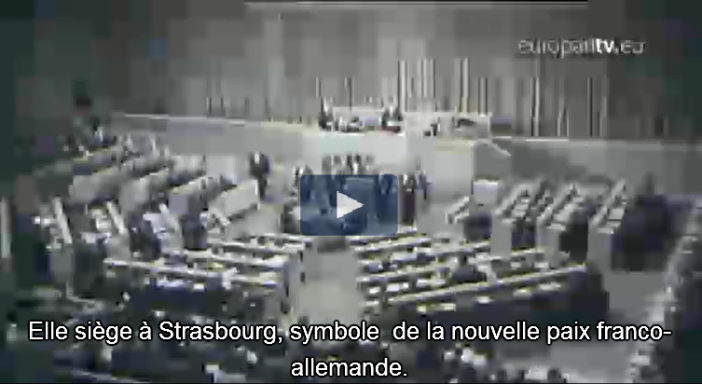 europarltv.eu
Elle siège à Strasbourg, symbole  de la nouvelle paix franco-
allemande.